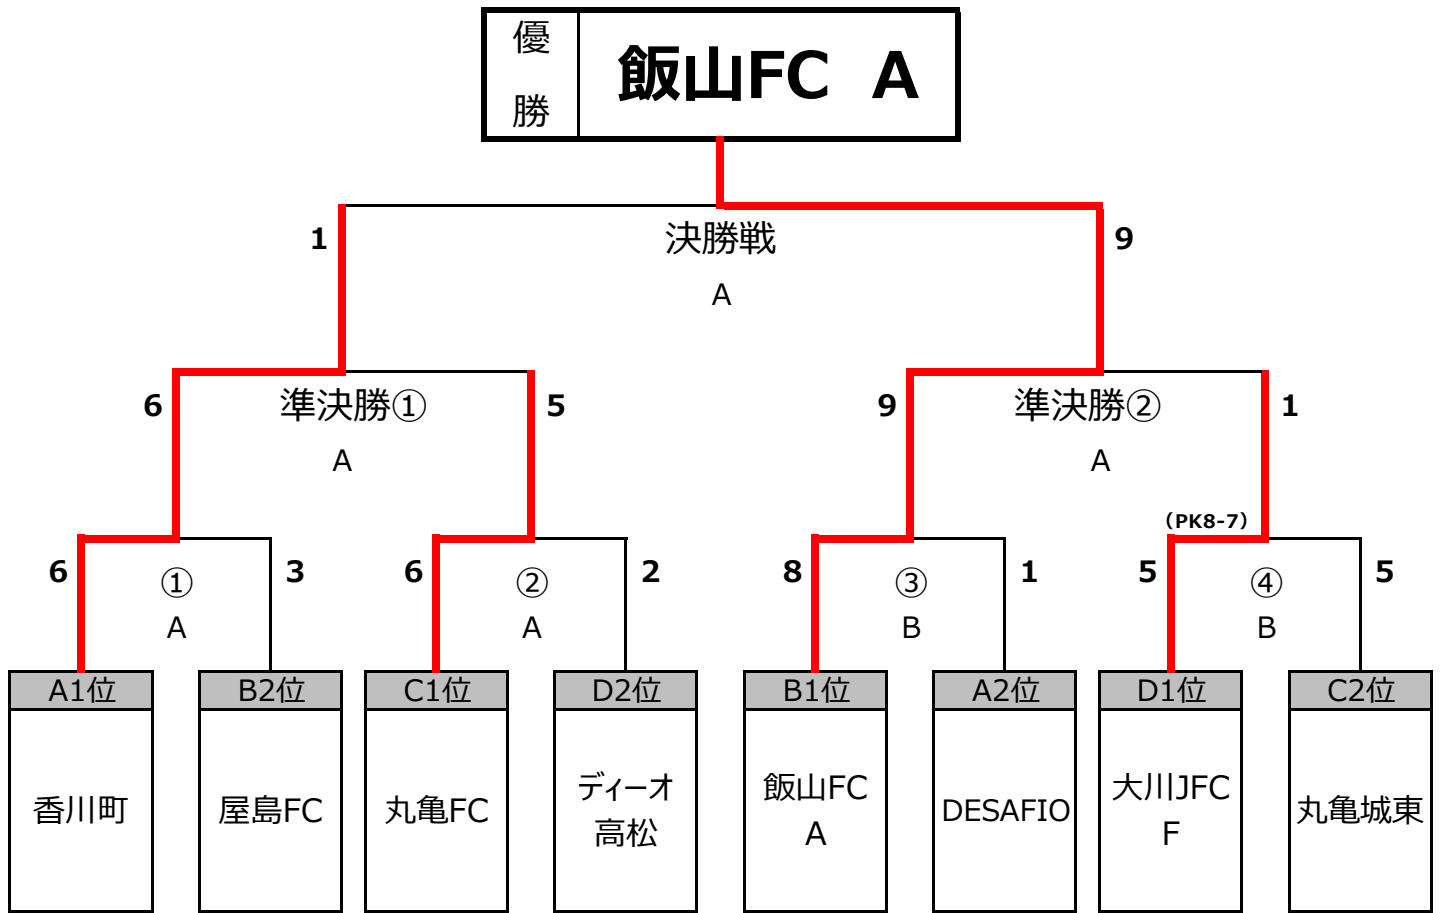 優
勝
飯山FC A
1
決勝戦
9
A
6
準決勝①
5
9
準決勝②
1
A
A
(PK8-7)
6
①
3
6
②
2
8
③
1
5
④
5
A
A
B
B
A1位
B2位
C1位
D2位
B1位
A2位
D1位
C2位
香川町
屋島FC
丸亀FC
ディーオ
高松
飯山FC
A
DESAFIO
大川JFC
F
丸亀城東